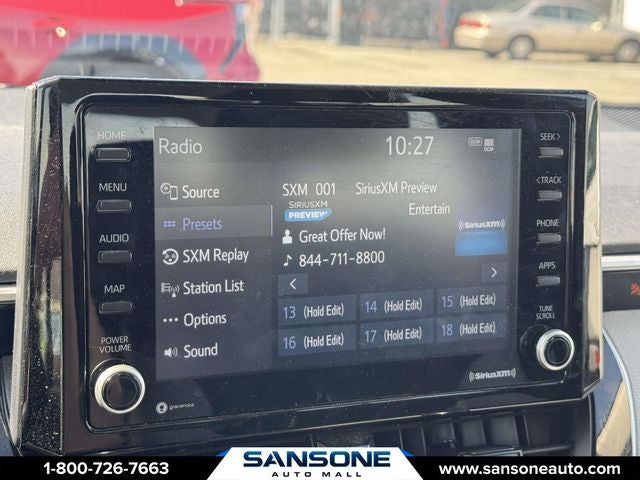 HOME
MENU
AUDIO
MAP
POWER
VOLUME
Radio
10:27
DCM
DCM
Source
Presets
SXM Replay
Station List
Options
Sound
SXM 001 SiriusXM Preview
SIRIUSXM
PREVIEW
Entertain
Great Offer Now!
844-711-8800
((SiriusXM))
< >
13 (Hold Edit) 14 (Hold Edit) 15 (Hold Edit)
16 (Hold Edit) 17 (Hold Edit) 18 (Hold Edit)
SEEK>
<TRACK
PHONE
APPS
TUNE
SCROLL
gracenote
((SiriusXM))
1-800-726-7663
SANSONE
AUTO MALL
www.sansoneauto.com